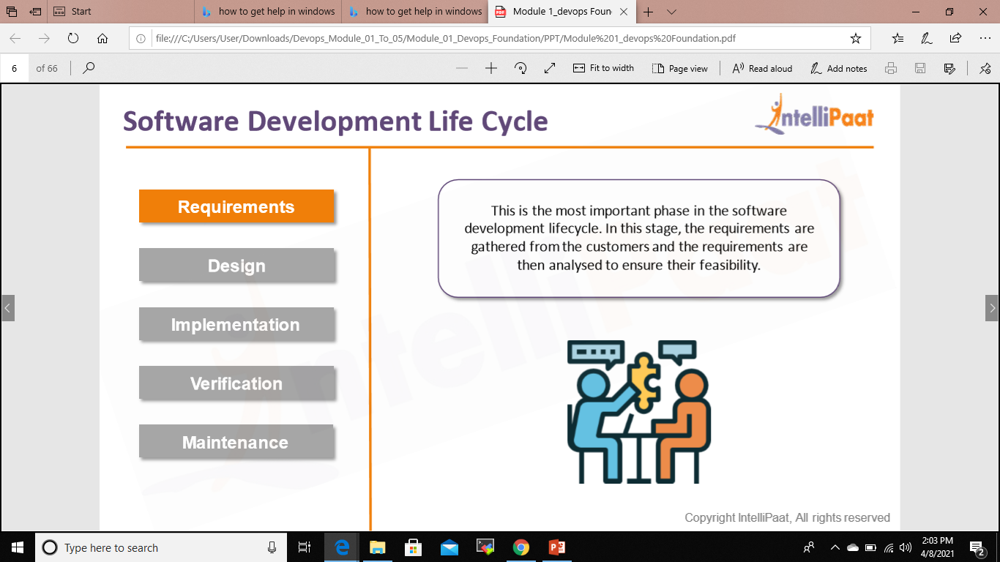 Start
how to get help in windows
how to get help in windows
Module 1_devops Foun
file:///C:/Users/User/Downloads/Devops_Module_01_To_05/Module_01_Devops_Foundation/PPT/Module%201_devops%20Foundation.pdf
6 of 66
Fit to width
Page view
Read aloud
Add notes
Software Development Life Cycle
IntelliPaat
Requirements
Design
Implementation
Verification
Maintenance
This is the most important phase in the software
development lifecycle. In this stage, the requirements are
gathered from the customers and the requirements are
then analysed to ensure their feasibility.
IntelliPaat
Copyright IntelliPaat, All rights reserved
Type here to search
2:03 PM
4/8/2021
2